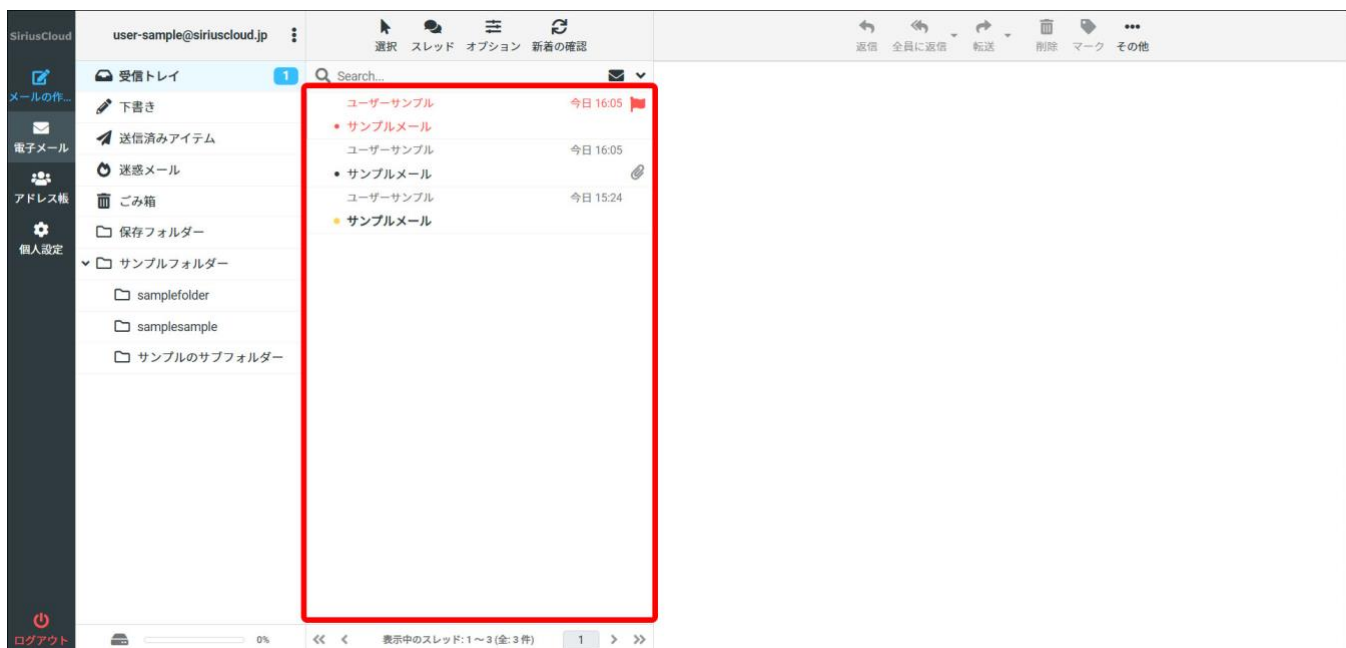 SiriusCloud
メールの作...
電子メール
アドレス帳
個人設定
ログアウト
user-sample@siriuscloud.jp
受信トレイ 1
下書き
送信済みアイテム
迷惑メール
ごみ箱
保存フォルダー
サンプルフォルダー
samplefolder
samplesample
サンプルのサブフォルダー
0%
選択 スレッド オプション 新着の確認
Search...
ユーザーサンプル 今日 16:05
サンプルメール
ユーザーサンプル 今日 16:05
サンプルメール
ユーザーサンプル 今日 15:24
サンプルメール
表示中のスレッド: 1 ～ 3 (全: 3 件) 1
返信 全員に返信 転送 削除 マーク その他